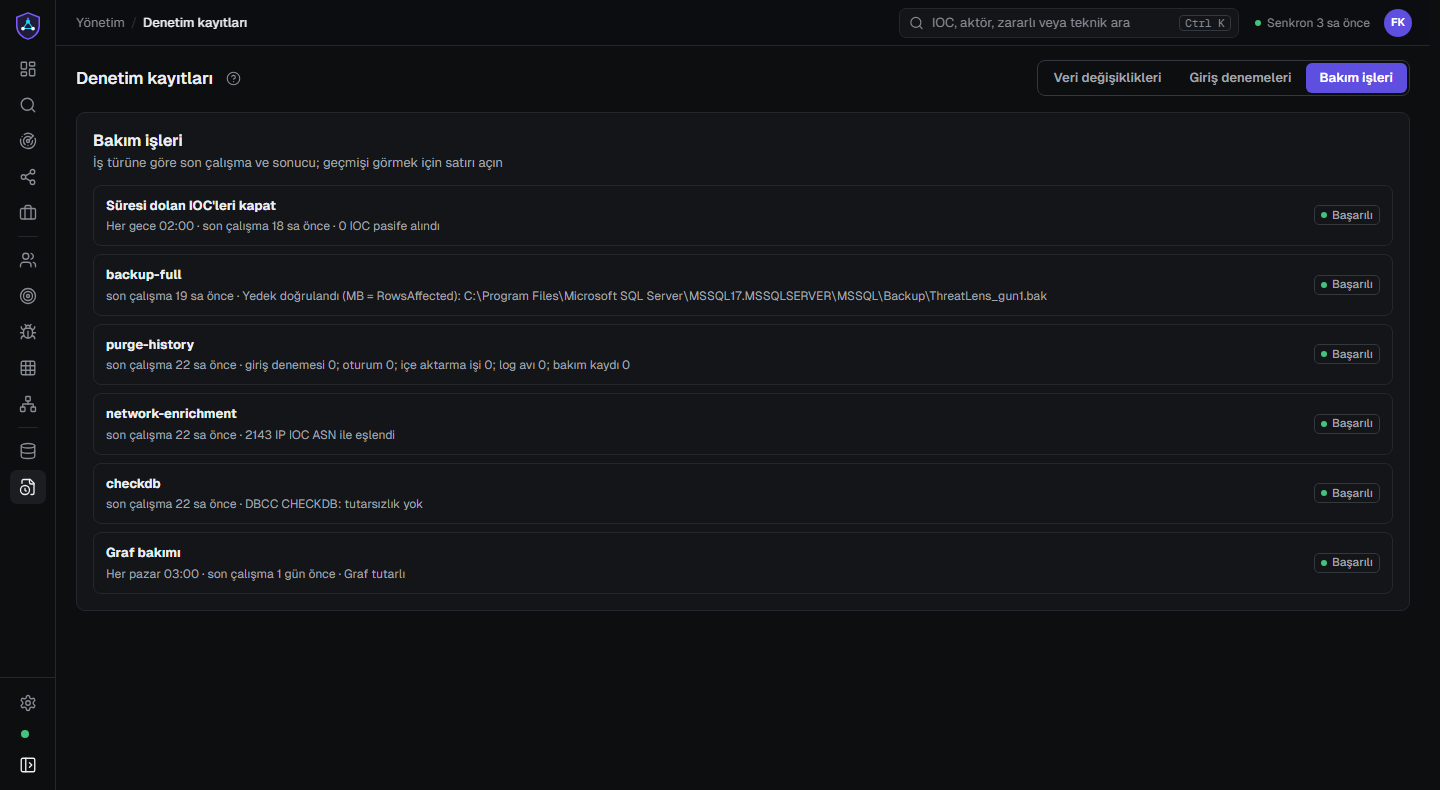 Yönetim / Denetim kayıtları
IOC, aktör, zararlı veya teknik ara
Ctrl K
Senkron 3 sa önce
FK
Denetim kayıtları
Veri değişiklikleri
Giriş denemeleri
Bakım işleri
Bakım işleri
İş türüne göre son çalışma ve sonucu; geçmişi görmek için satırı açın
Süresi dolan IOC'leri kapat
Her gece 02:00 · son çalışma 18 sa önce · 0 IOC pasife alındı
Başarılı
backup-full
son çalışma 19 sa önce · Yedek doğrulandı (MB = RowsAffected): C:\Program Files\Microsoft SQL Server\MSSQL17.MSSQLSERVER\MSSQL\Backup\ThreatLens_gun1.bak
Başarılı
purge-history
son çalışma 22 sa önce · giriş denemesi 0; oturum 0; içe aktarma işi 0; log avı 0; bakım kaydı 0
Başarılı
network-enrichment
son çalışma 22 sa önce · 2143 IP IOC ASN ile eşlendi
Başarılı
checkdb
son çalışma 22 sa önce · DBCC CHECKDB: tutarsızlık yok
Başarılı
Graf bakımı
Her pazar 03:00 · son çalışma 1 gün önce · Graf tutarlı
Başarılı